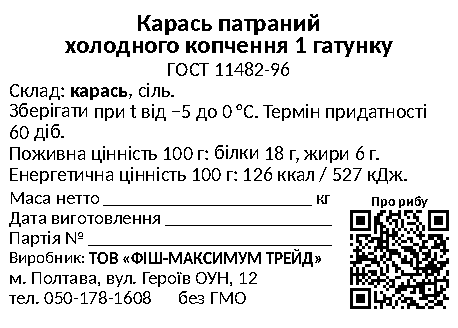 Карась патраний
холодного копчення 1 гатунку
ГОСТ 11482-96
Склад: карась, сіль.
Зберігати при t від −5 до 0 °С. Термін придатності
60 діб.
Поживна цінність 100 г: білки 18 г, жири 6 г.
Енергетична цінність 100 г: 126 ккал / 527 кДж.
Маса нетто ______________________ кг
Про рибу
Дата виготовлення __________________
Партія № __________________________
Виробник: ТОВ «ФІШ-МАКСИМУМ ТРЕЙД»
м. Полтава, вул. Героїв ОУН, 12
тел. 050-178-1608 без ГМО